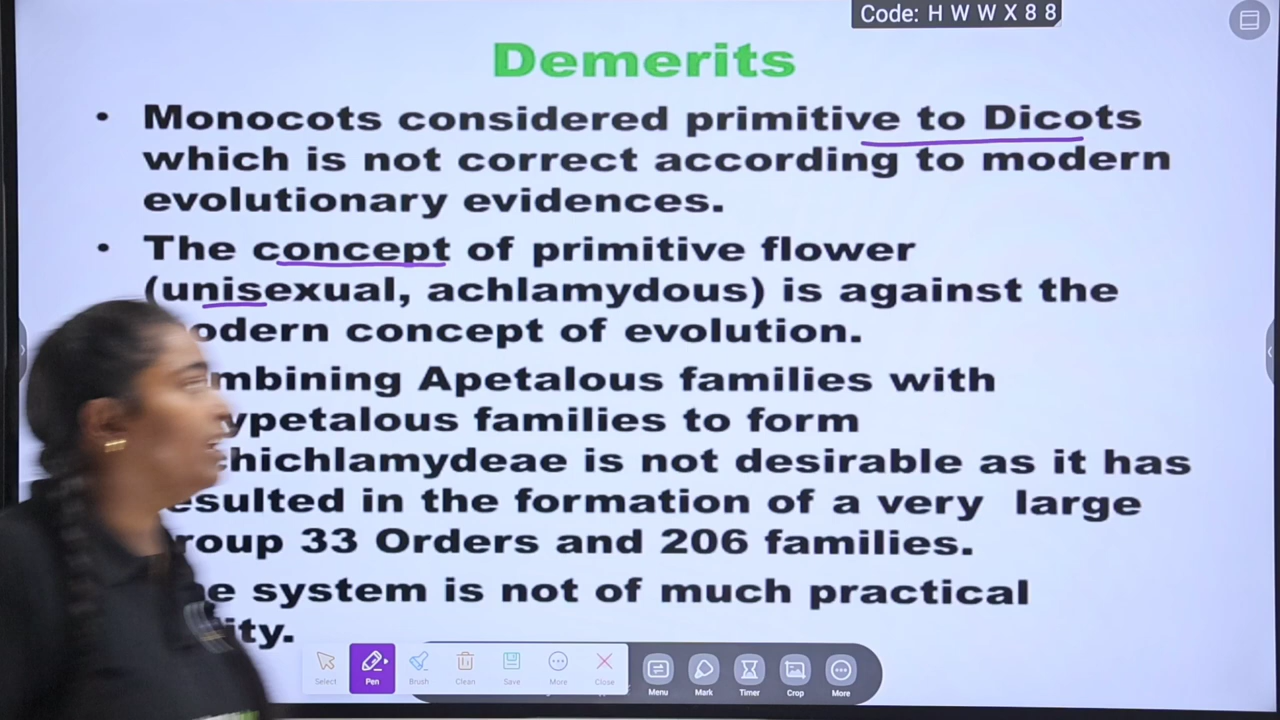 Code: H W W X 8 8
Demerits
• Monocots considered primitive to Dicots
which is not correct according to modern
evolutionary evidences.
• The concept of primitive flower
(unisexual, achlamydous) is against the
odern concept of evolution.
mbining Apetalous families with
ypetalous families to form
hichlamydeae is not desirable as it has
esulted in the formation of a very large
roup 33 Orders and 206 families.
e system is not of much practical
ity.
Select Pen Brush Clean Save More Close Menu Mark Timer Crop More